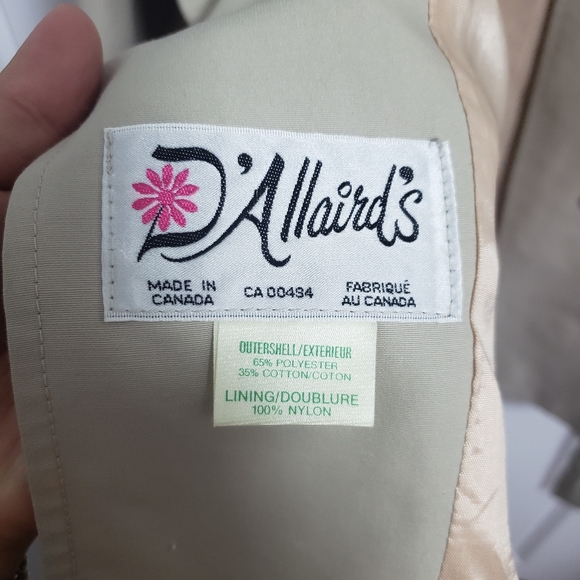 D'Allaird's
MADE IN CANADA
CA 00494
FABRIQUÉ AU CANADA
OUTERSHELL/EXTERIEUR
65% POLYESTER
35% COTTON/COTON
LINING/DOUBLURE
100% NYLON